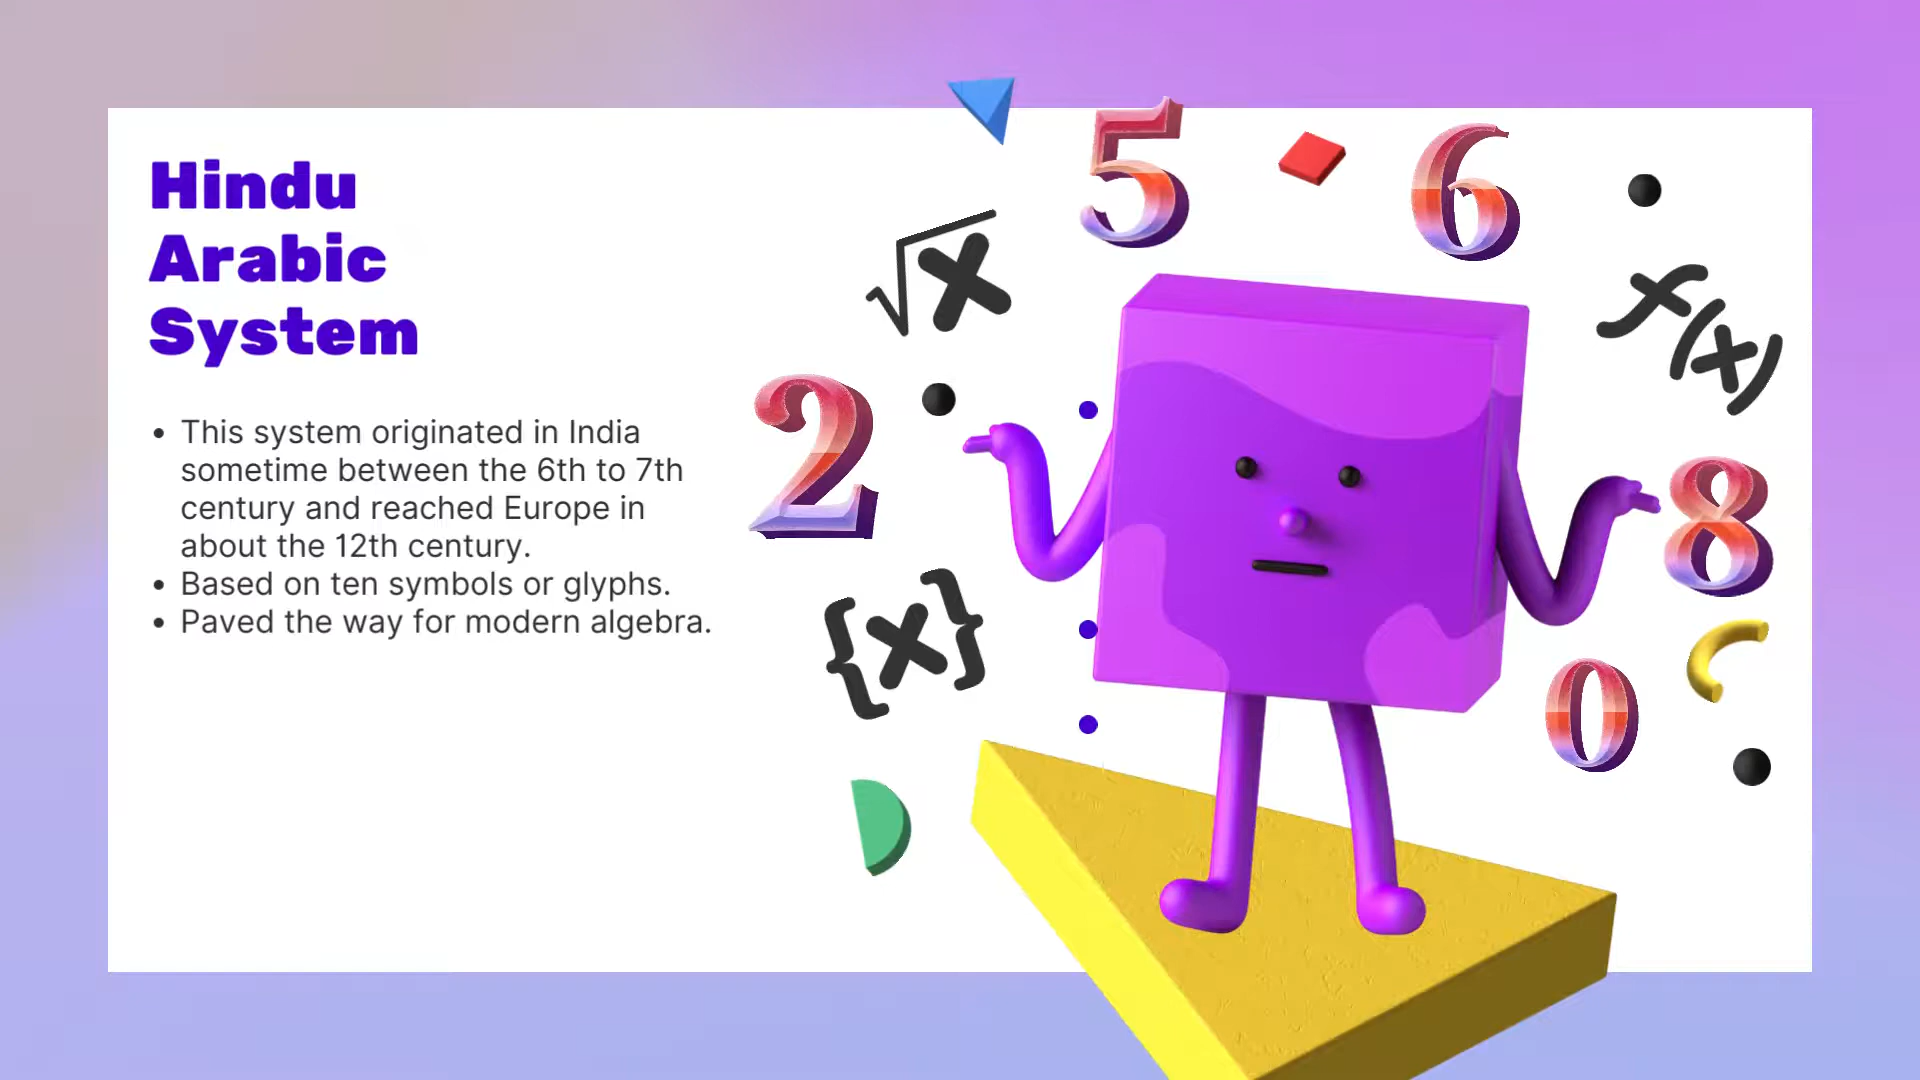 Hindu
Arabic
System
• This system originated in India
sometime between the 6th to 7th
century and reached Europe in
about the 12th century.
• Based on ten symbols or glyphs.
• Paved the way for modern algebra.
5 6
√x
f(x)
2
8
{x}
0